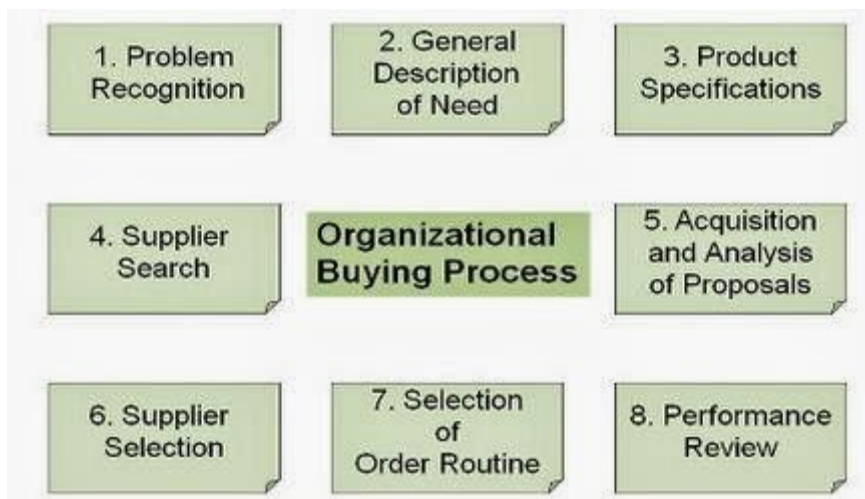 1. Problem
Recognition
2. General
Description
of Need
3. Product
Specifications
4. Supplier
Search
Organizational
Buying Process
5. Acquisition
and Analysis
of Proposals
6. Supplier
Selection
7. Selection
of
Order Routine
8. Performance
Review